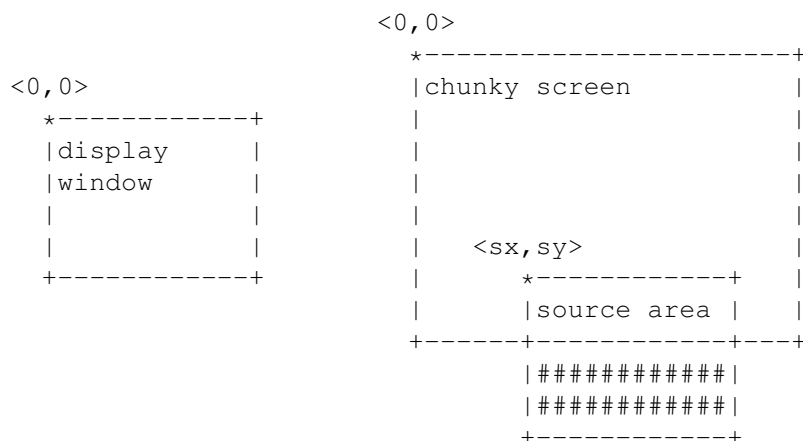 <0,0>
*-----------------------+
<0,0> |chunky screen |
*------------+ | |
|display | | |
|window | | |
| | | |
| | | <sx,sy> |
+------------+ | *------------+ |
| |source area | |
+------+------------+---+
|############|
|############|
+------------+